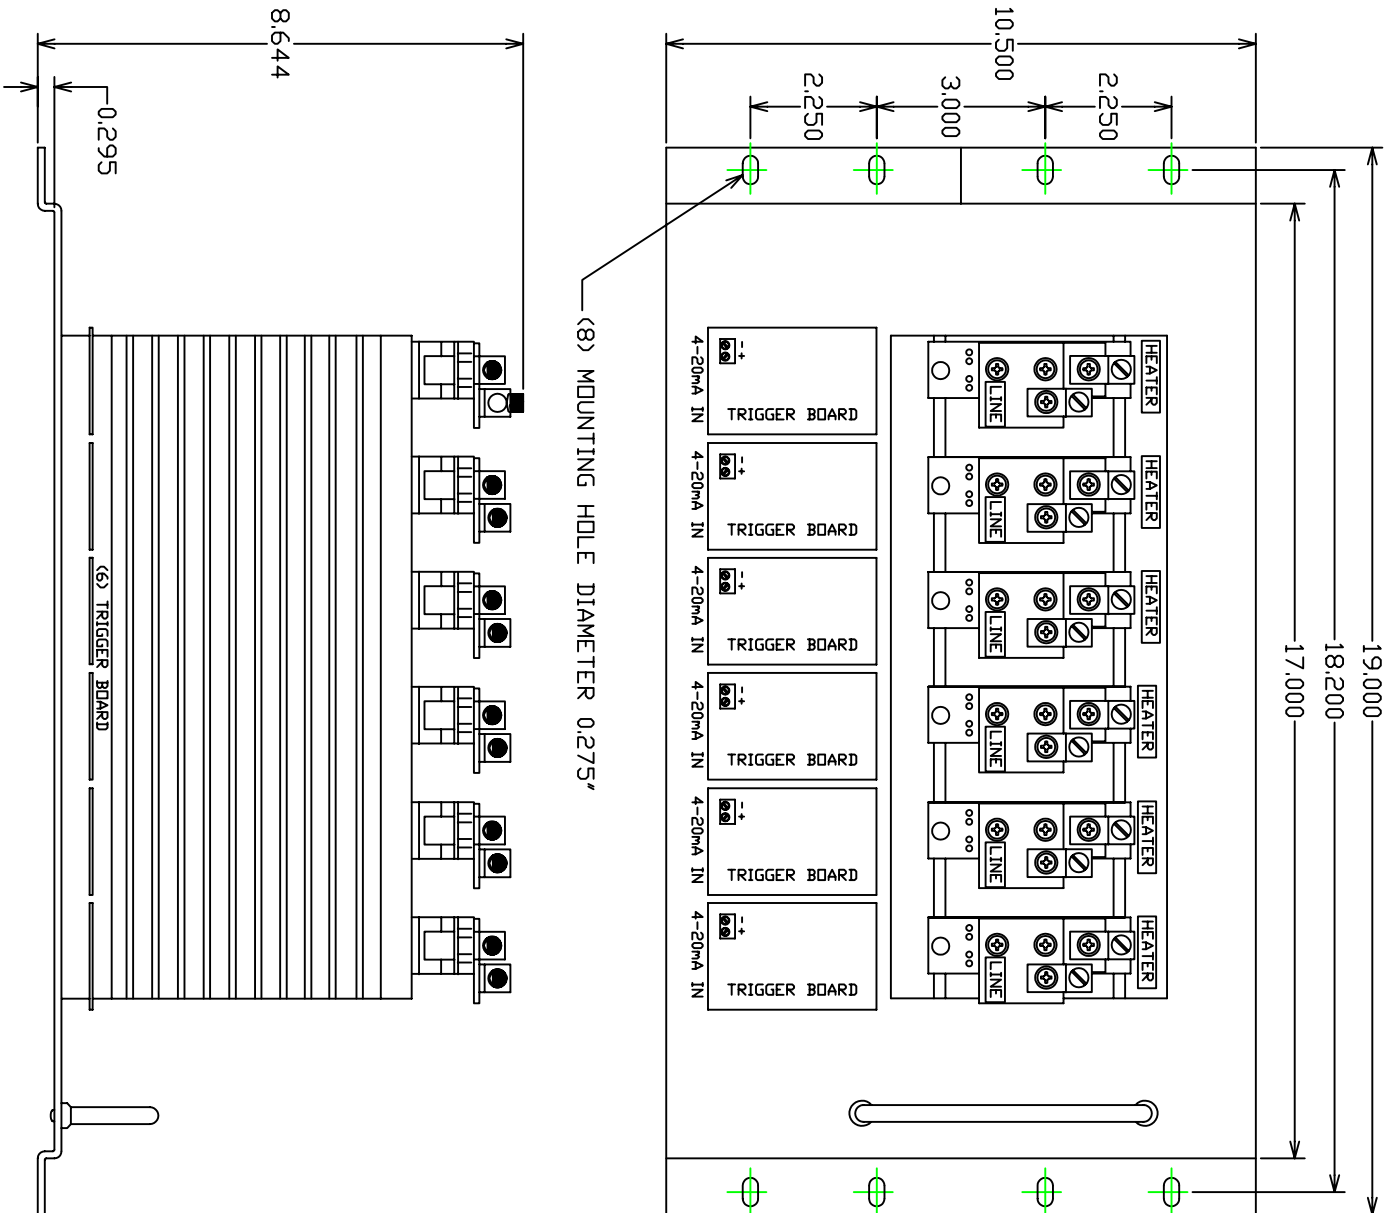 19.000
18.200
17.000
10.500
2.250
3.000
2.250
HEATER
HEATER
HEATER
HEATER
HEATER
HEATER
LINE
LINE
LINE
LINE
LINE
LINE
- +
- +
- +
- +
- +
- +
TRIGGER BOARD
TRIGGER BOARD
TRIGGER BOARD
TRIGGER BOARD
TRIGGER BOARD
TRIGGER BOARD
4-20mA IN
4-20mA IN
4-20mA IN
4-20mA IN
4-20mA IN
4-20mA IN
(8) MOUNTING HOLE DIAMETER 0.275"
8.644
0.295
(6) TRIGGER BOARD